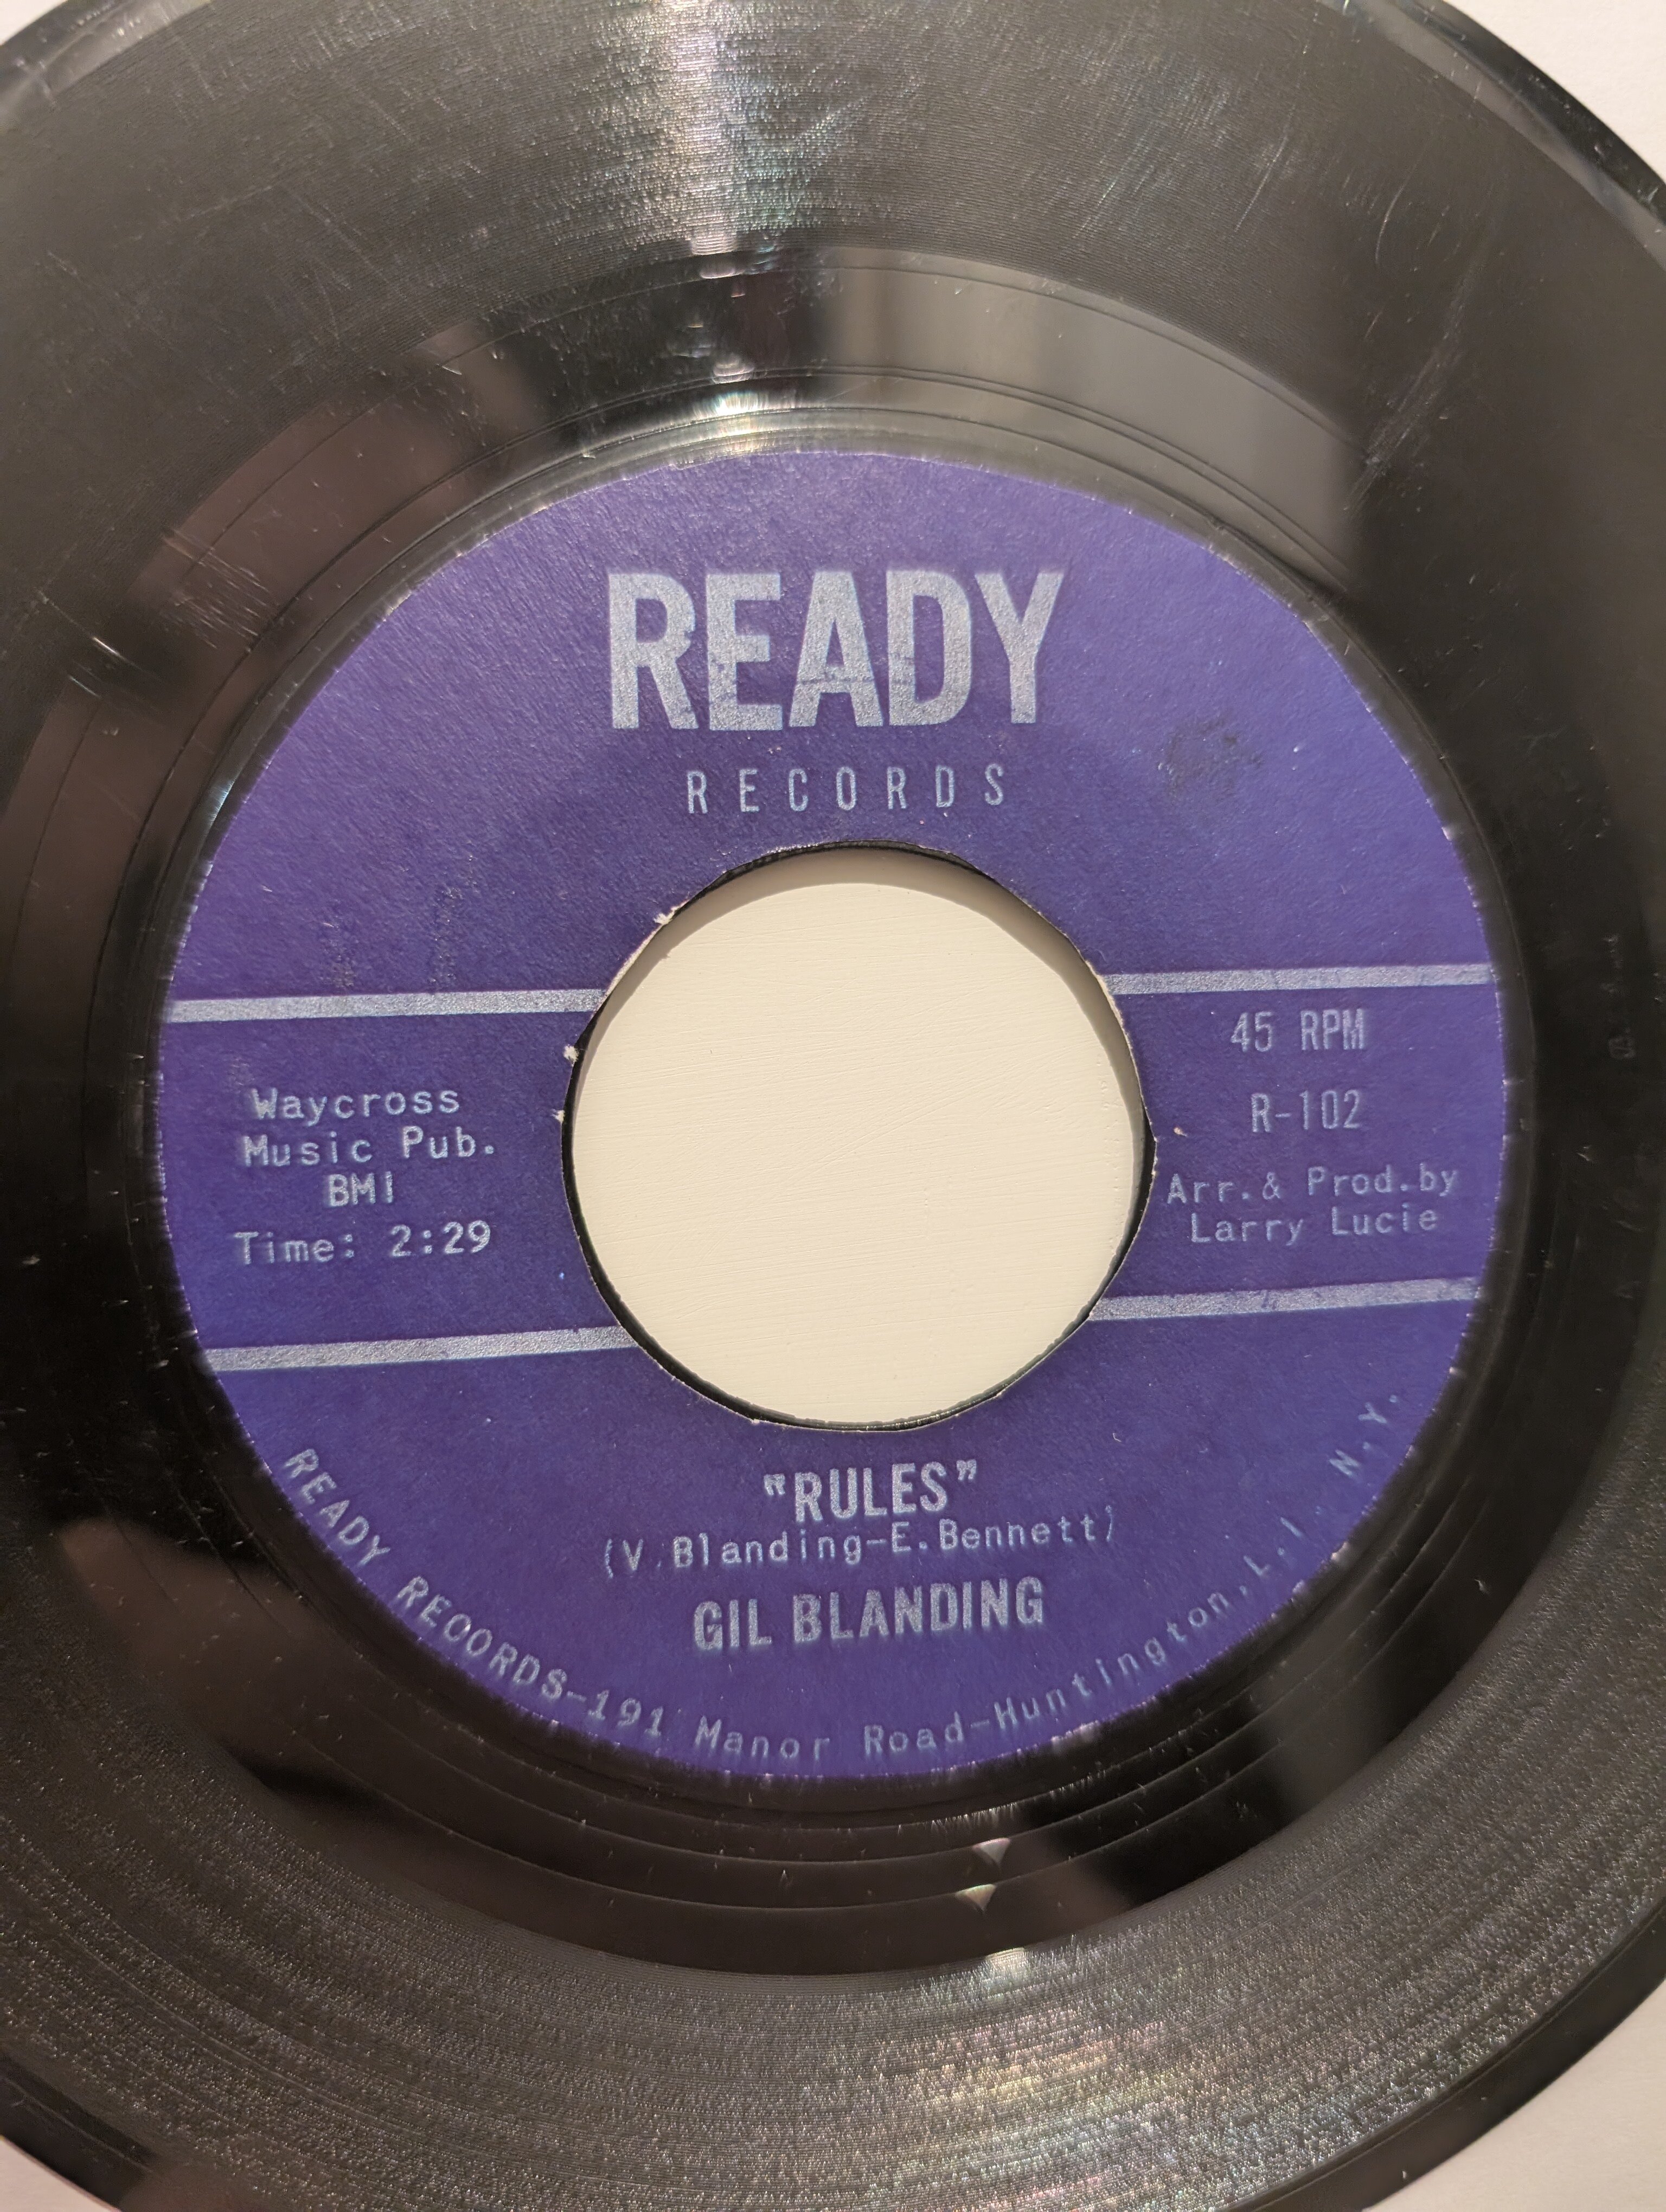 READY
RECORDS
Waycross
Music Pub.
BMI
Time: 2:29
45 RPM
R-102
Arr.& Prod.by
Larry Lucie
"RULES"
(V.Blanding-E.Bennett)
GIL BLANDING
READY RECORDS-191 Manor Road-Huntington,L.I. N.Y.